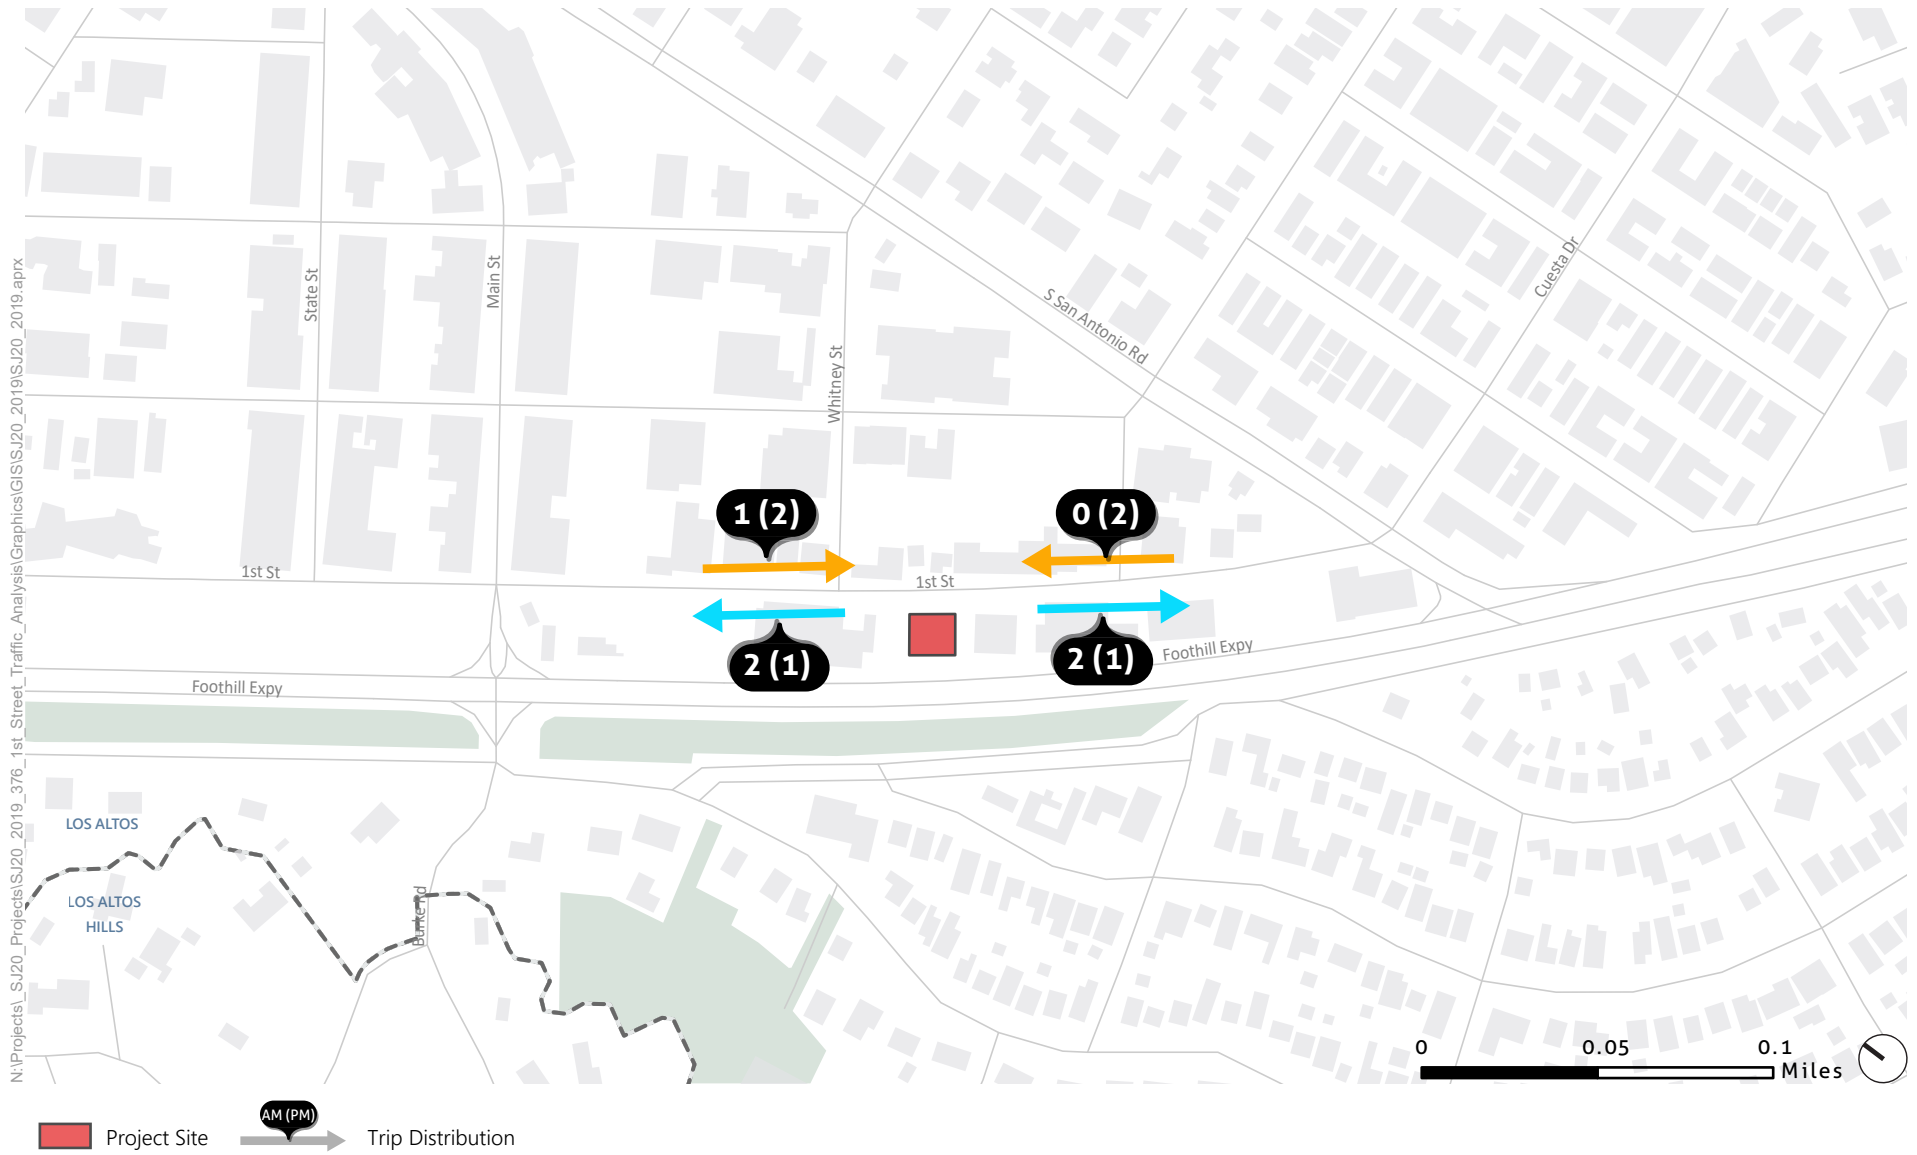 State St
Main St
Whitney St
S San Antonio Rd
Cuesta Dr
1 (2)
0 (2)
1st St
1st St
2 (1)
2 (1)
Foothill Expy
Foothill Expy
LOS ALTOS
LOS ALTOS
HILLS
Burke Rd
N:\Projects\_SJ20_Projects\SJ20_2019_376_1st_Street_Traffic_Analysis\Graphics\GIS\SJ20_2019\SJ20_2019.aprx
0 0.05 0.1
Miles
AM (PM)
Project Site
Trip Distribution